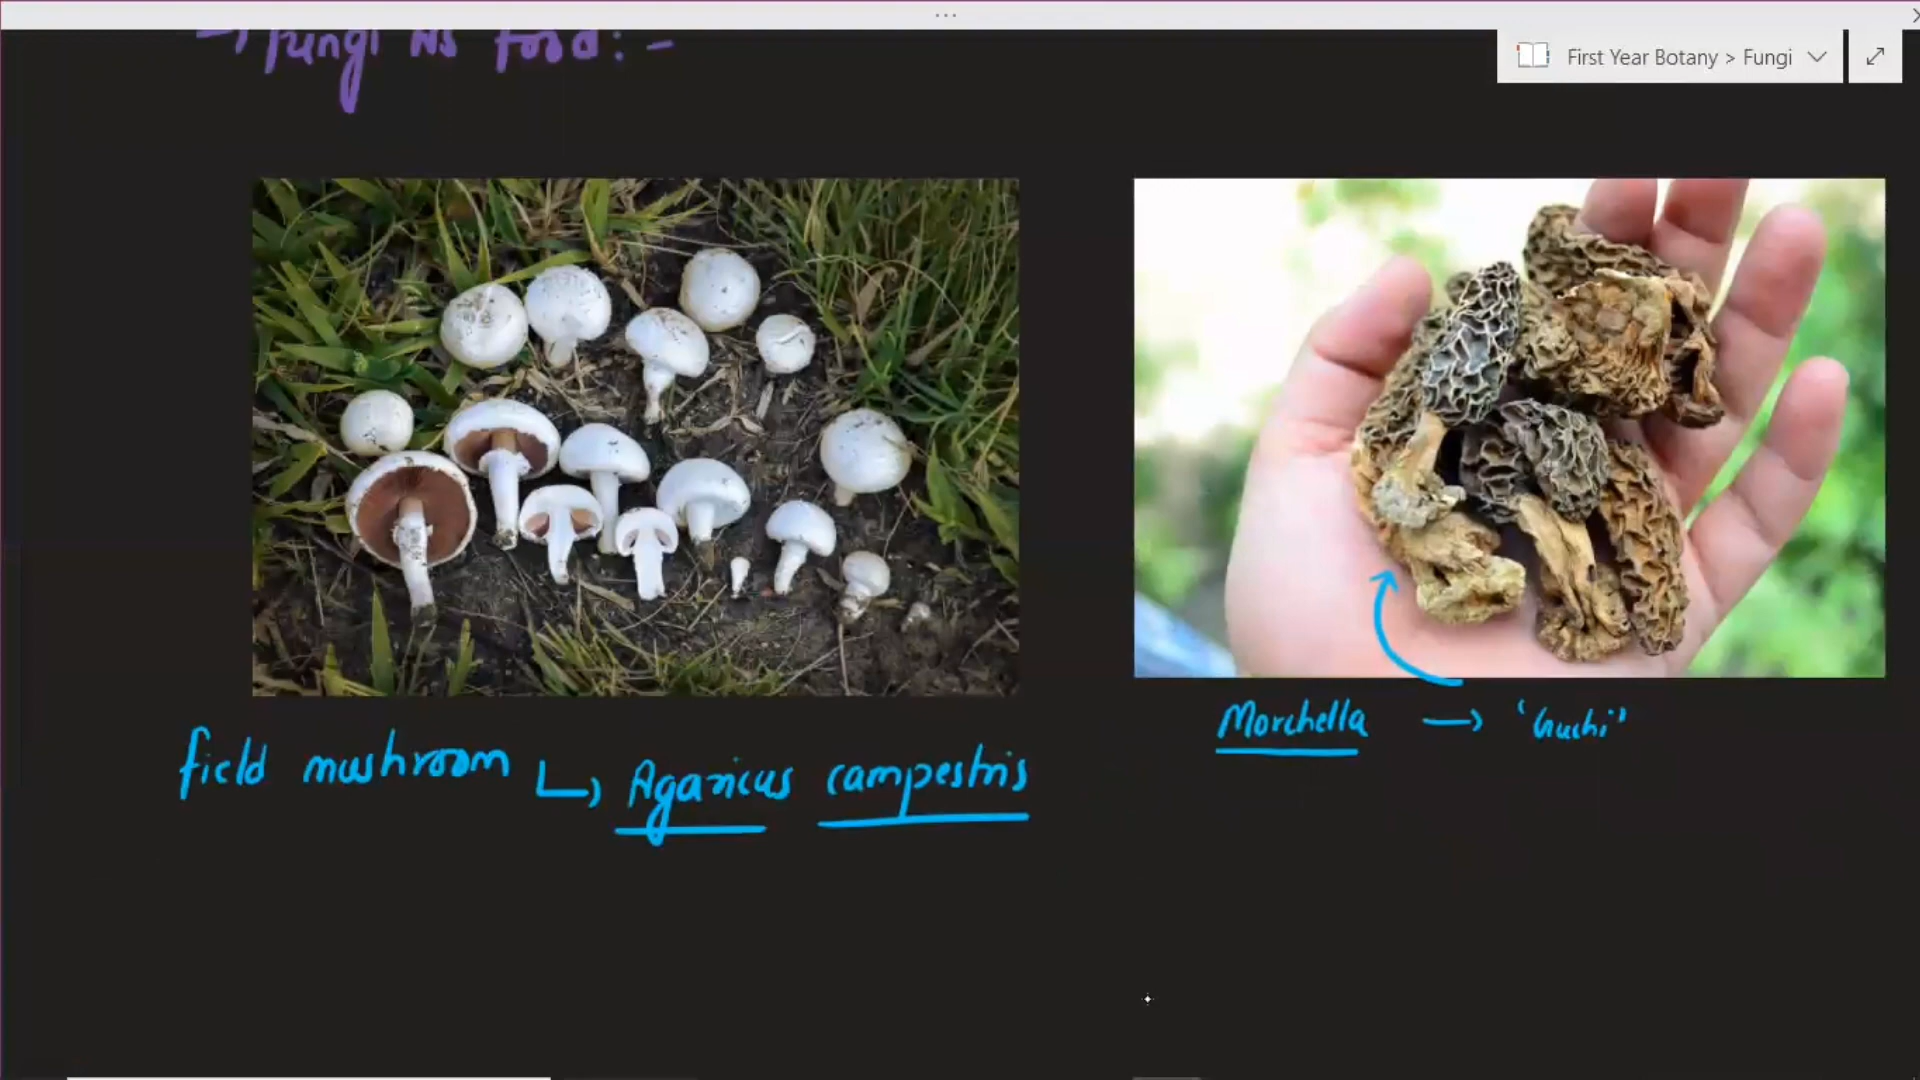 ...
First Year Botany > Fungi
→ Fungi As food:-
Morchella → 'Guchi"
field mushroom ↳ Agaricus campestris